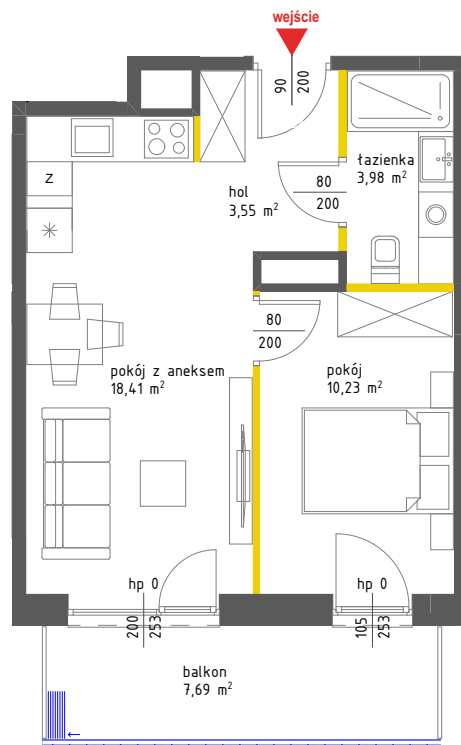 wejście
90
200
łazienka
3,98 m²
80
200
hol
3,55 m²
z
80
200
pokój z aneksem
18,41 m²
pokój
10,23 m²
hp 0
hp 0
200
253
105
253
balkon
7,69 m²